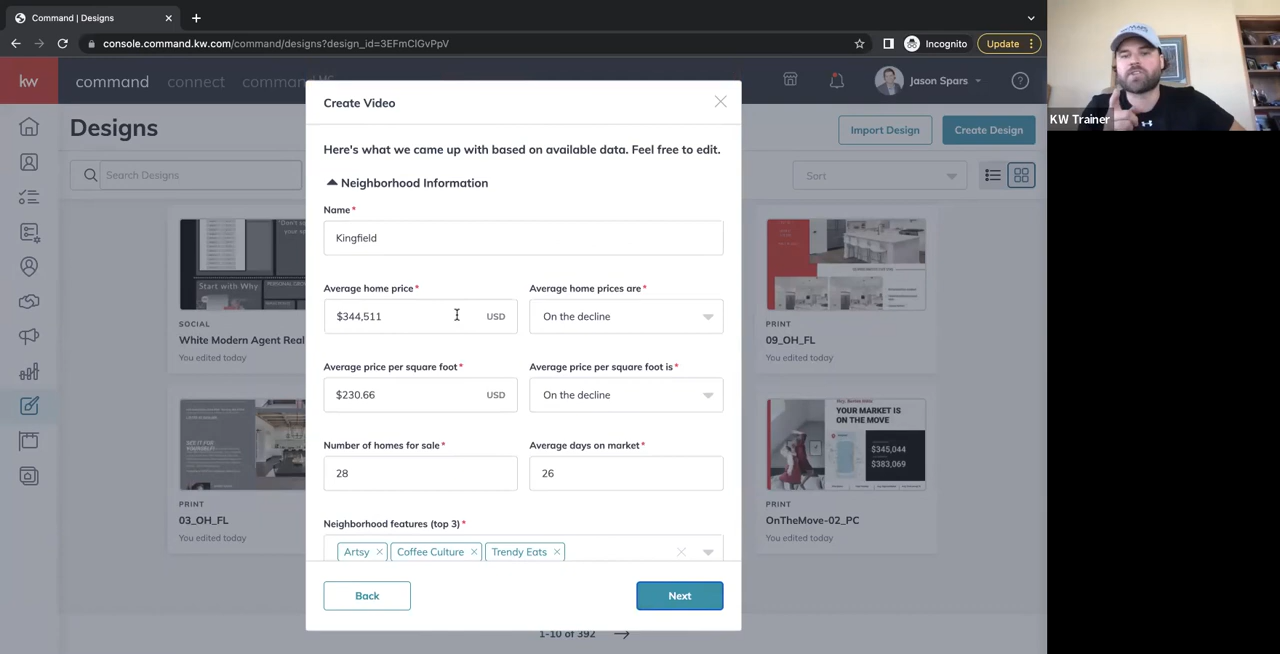 Command | Designs
console.command.kw.com/command/designs?design_id=3EFmCIGvPpV
Incognito
Update
kw
command
connect
comman
Jason Spars
?
Designs
Import Design
Create Design
Search Designs
Sort
Create Video
Here's what we came up with based on available data. Feel free to edit.
Neighborhood Information
Name*
Kingfield
Average home price*
Average home prices are*
$344,511
USD
On the decline
Average price per square foot*
Average price per square foot is*
$230.66
USD
On the decline
Number of homes for sale*
Average days on market*
28
26
Neighborhood features (top 3)*
Artsy
Coffee Culture
Trendy Eats
Back
Next
Start with Why
SOCIAL
White Modern Agent Real
You edited today
PRINT
09_OH_FL
You edited today
PRINT
03_OH_FL
You edited today
YOUR MARKET IS
ON THE MOVE
$345,044
$383,069
PRINT
OnTheMove-02_PC
You edited today
1-10 of 392
KW Trainer